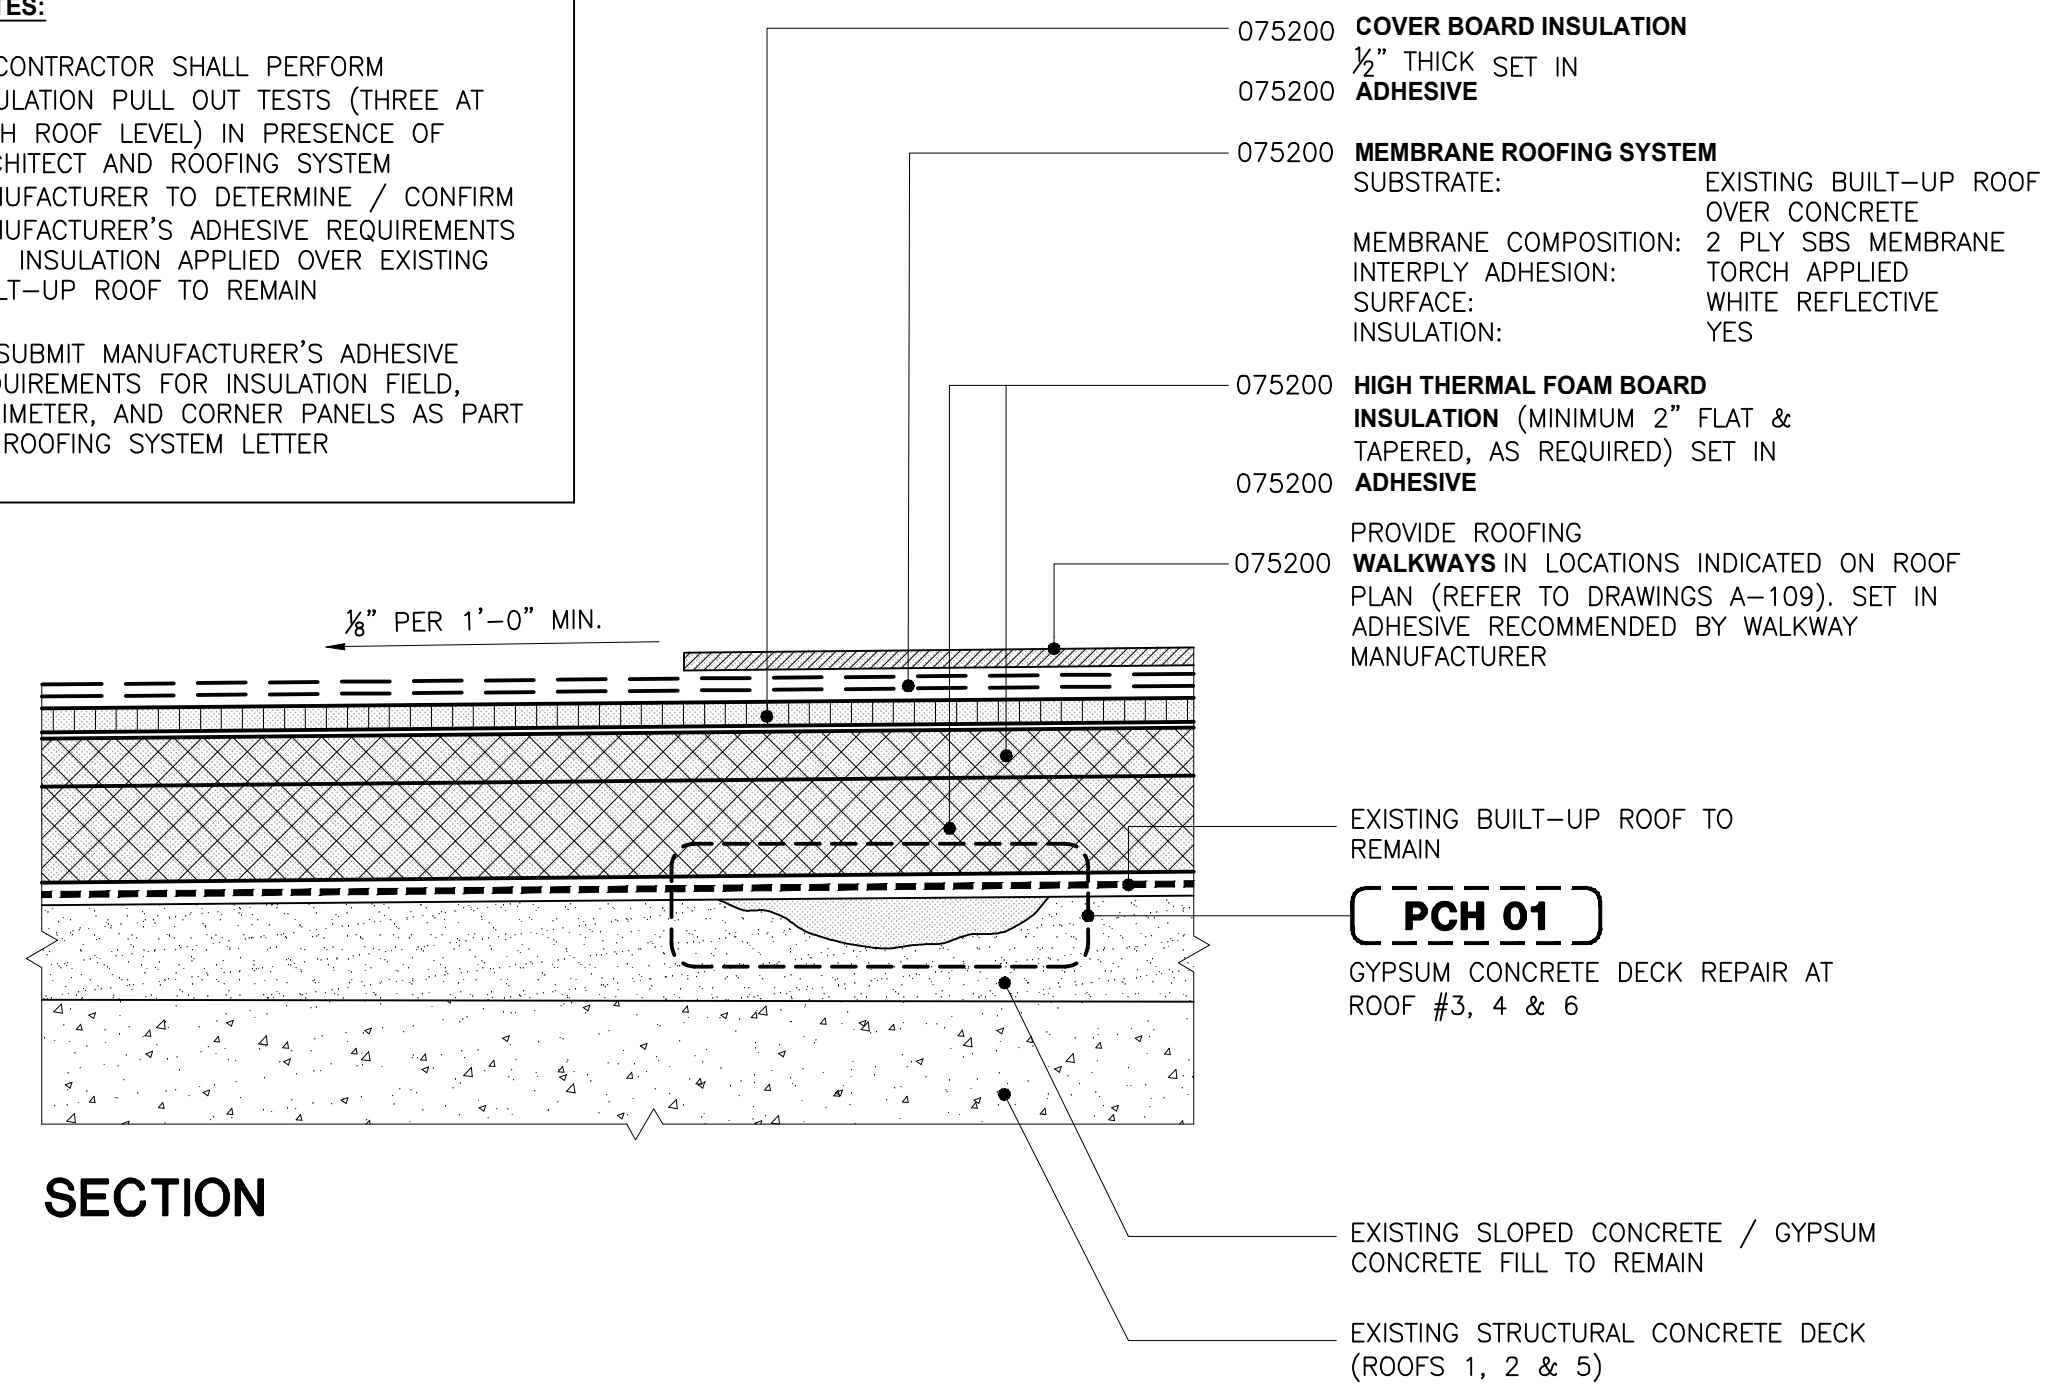 TES:
CONTRACTOR SHALL PERFORM
ULATION PULL OUT TESTS (THREE AT
H ROOF LEVEL) IN PRESENCE OF
CHITECT AND ROOFING SYSTEM
NUFACTURER TO DETERMINE / CONFIRM
NUFACTURER'S ADHESIVE REQUIREMENTS
INSULATION APPLIED OVER EXISTING
LT-UP ROOF TO REMAIN
SUBMIT MANUFACTURER'S ADHESIVE
QUIREMENTS FOR INSULATION FIELD,
IMETER, AND CORNER PANELS AS PART
ROOFING SYSTEM LETTER
075200 COVER BOARD INSULATION
½" THICK SET IN
075200 ADHESIVE
075200 MEMBRANE ROOFING SYSTEM
SUBSTRATE: EXISTING BUILT-UP ROOF
OVER CONCRETE
MEMBRANE COMPOSITION: 2 PLY SBS MEMBRANE
INTERPLY ADHESION: TORCH APPLIED
SURFACE: WHITE REFLECTIVE
INSULATION: YES
075200 HIGH THERMAL FOAM BOARD
INSULATION (MINIMUM 2" FLAT &
TAPERED, AS REQUIRED) SET IN
075200 ADHESIVE
PROVIDE ROOFING
075200 WALKWAYS IN LOCATIONS INDICATED ON ROOF
PLAN (REFER TO DRAWINGS A-109). SET IN
ADHESIVE RECOMMENDED BY WALKWAY
MANUFACTURER
⅛" PER 1'-0" MIN.
EXISTING BUILT-UP ROOF TO
REMAIN
PCH 01
GYPSUM CONCRETE DECK REPAIR AT
ROOF #3, 4 & 6
SECTION
EXISTING SLOPED CONCRETE / GYPSUM
CONCRETE FILL TO REMAIN
EXISTING STRUCTURAL CONCRETE DECK
(ROOFS 1, 2 & 5)